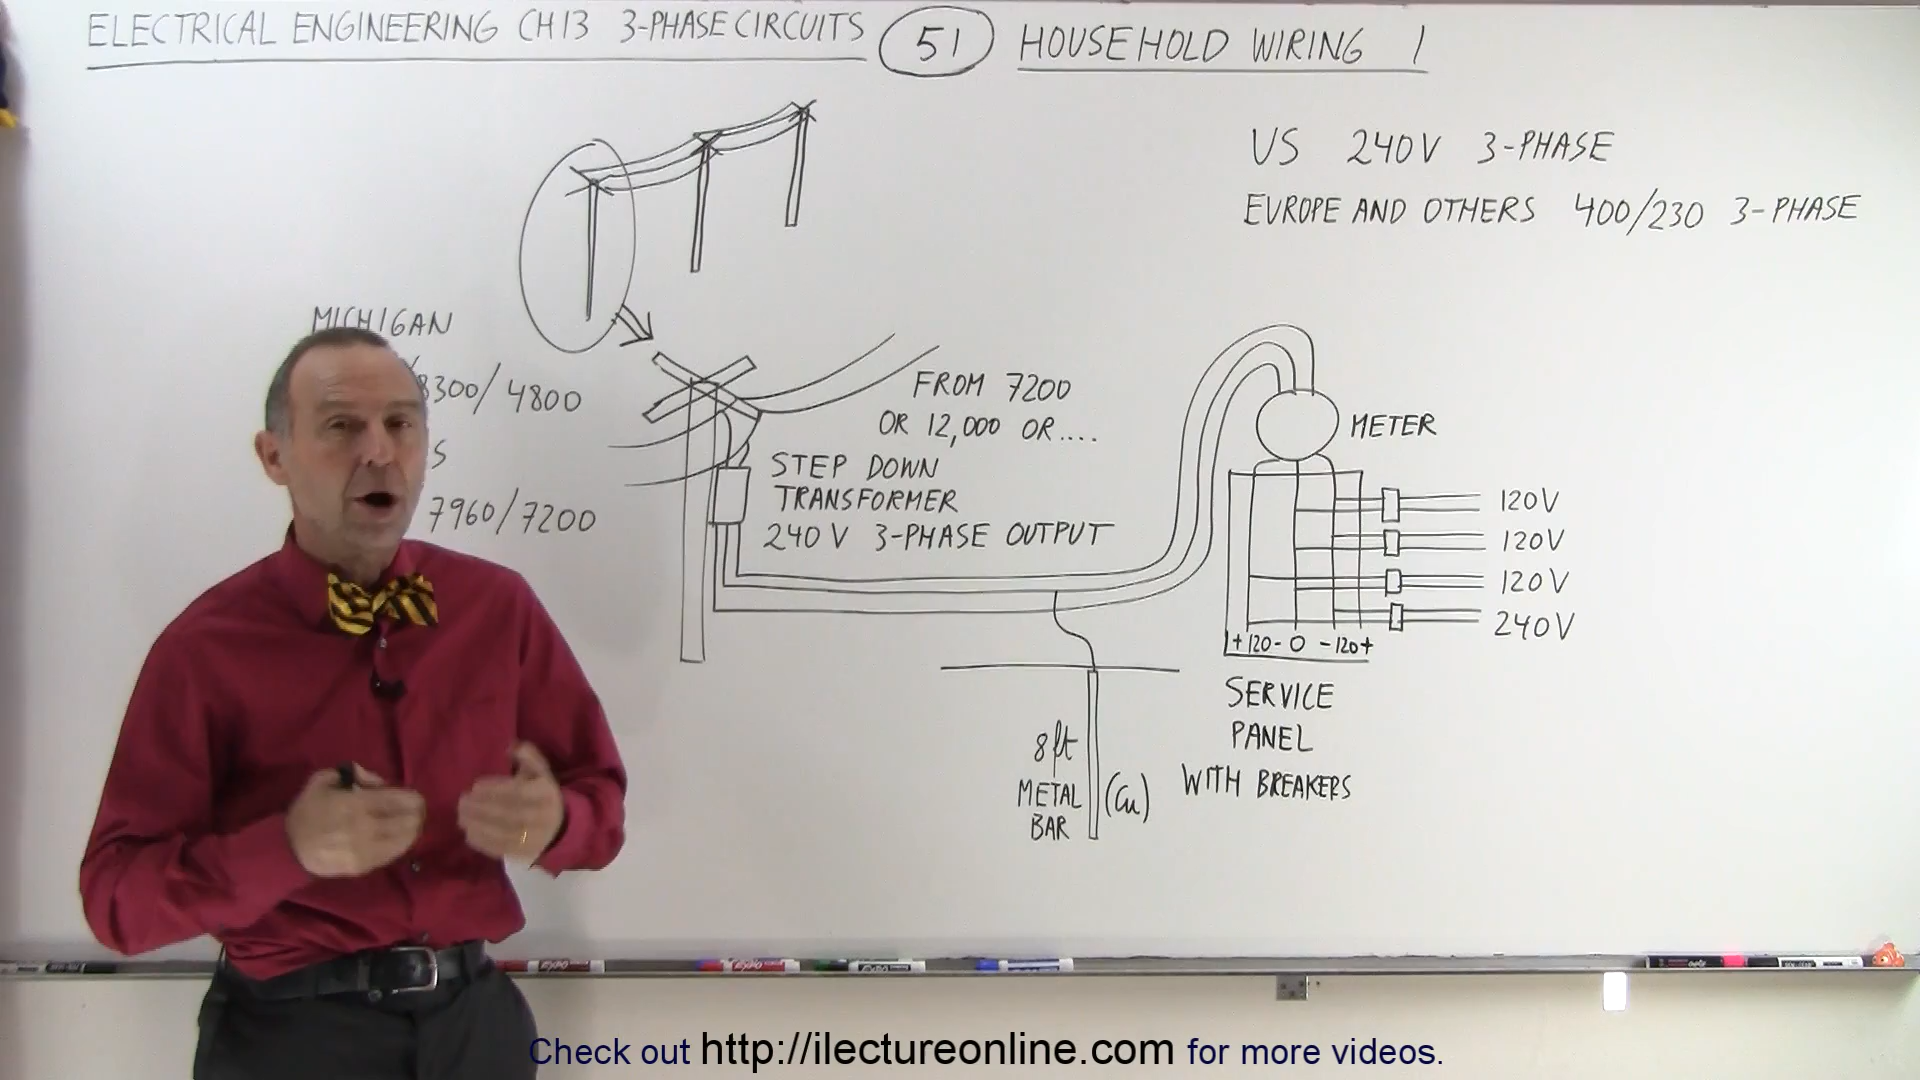 ELECTRICAL ENGINEERING CH13 3-PHASE CIRCUITS 51 HOUSEHOLD WIRING 1
US 240V 3-PHASE
EUROPE AND OTHERS 400/230 3-PHASE
MICHIGAN
8300/4800
S
7960/7200
FROM 7200
OR 12,000 OR....
STEP DOWN
TRANSFORMER
240 V 3-PHASE OUTPUT
METER
120V
120V
120V
240V
+120- 0 -120+
SERVICE
PANEL
WITH BREAKERS
8ft
METAL
BAR
(Cu)
Check out http://ilectureonline.com for more videos.